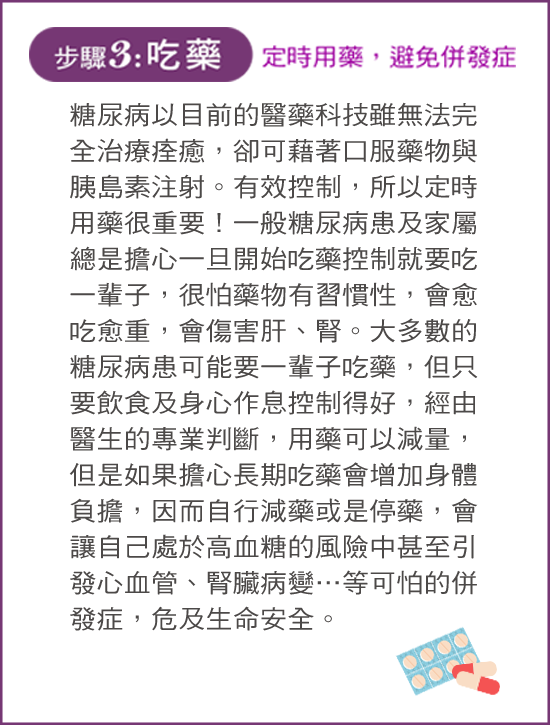 步驟3:吃藥 定時用藥，避免併發症
糖尿病以目前的醫藥科技雖無法完
全治療痊癒，卻可藉著口服藥物與
胰島素注射。有效控制，所以定時
用藥很重要！一般糖尿病患及家屬
總是擔心一旦開始吃藥控制就要吃
一輩子，很怕藥物有習慣性，會愈
吃愈重，會傷害肝、腎。大多數的
糖尿病患可能要一輩子吃藥，但只
要飲食及身心作息控制得好，經由
醫生的專業判斷，用藥可以減量，
但是如果擔心長期吃藥會增加身體
負擔，因而自行減藥或是停藥，會
讓自己處於高血糖的風險中甚至引
發心血管、腎臟病變…等可怕的併
發症，危及生命安全。